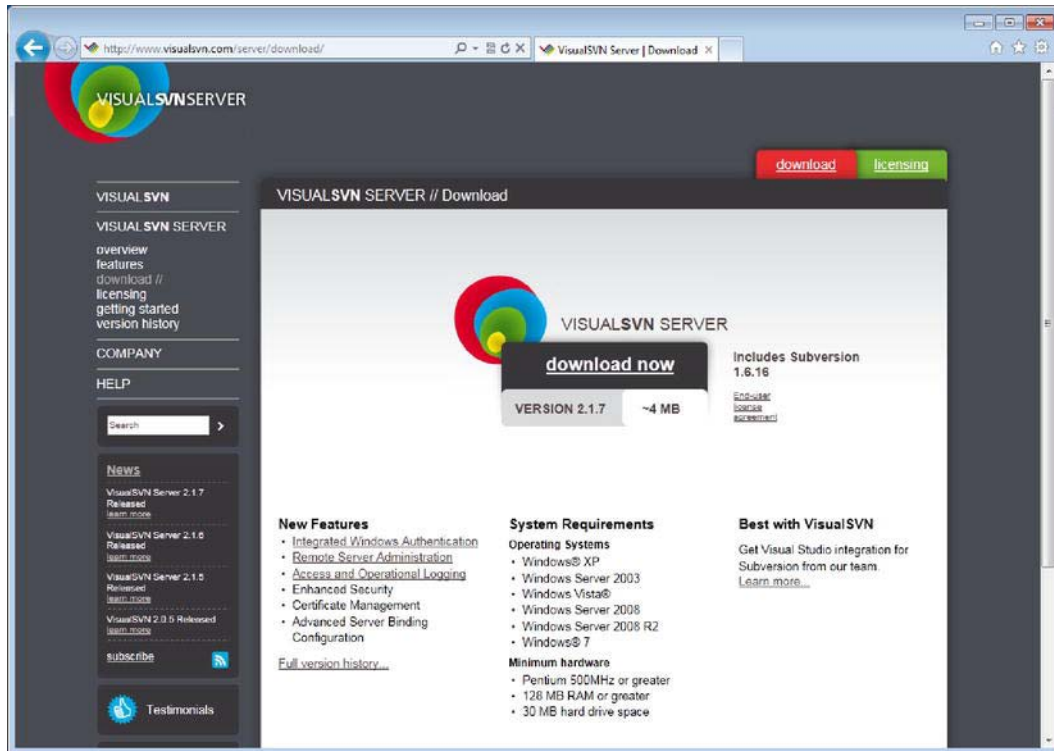 http://www.visualsvn.com/server/download/
VisualSVN Server | Download
VISUALSVNSERVER
download
licensing
VISUALSVN
VISUALSVN SERVER
overview
features
download //
licensing
getting started
version history
COMPANY
HELP
Search
News
VisualSVN Server 2.1.7
Released
learn more
VisualSVN Server 2.1.6
Released
learn more
VisualSVN Server 2.1.5
Released
learn more
VisualSVN 2.0.5 Released
learn more
subscribe
Testimonials
VISUALSVN SERVER // Download
VISUALSVN SERVER
download now
VERSION 2.1.7
~4 MB
Includes Subversion
1.6.16
End-user
license
agreement
New Features
• Integrated Windows Authentication
• Remote Server Administration
• Access and Operational Logging
• Enhanced Security
• Certificate Management
• Advanced Server Binding
Configuration
Full version history...
System Requirements
Operating Systems
• Windows® XP
• Windows Server 2003
• Windows Vista®
• Windows Server 2008
• Windows Server 2008 R2
• Windows® 7
Minimum hardware
• Pentium 500MHz or greater
• 128 MB RAM or greater
• 30 MB hard drive space
Best with VisualSVN
Get Visual Studio integration for
Subversion from our team.
Learn more...